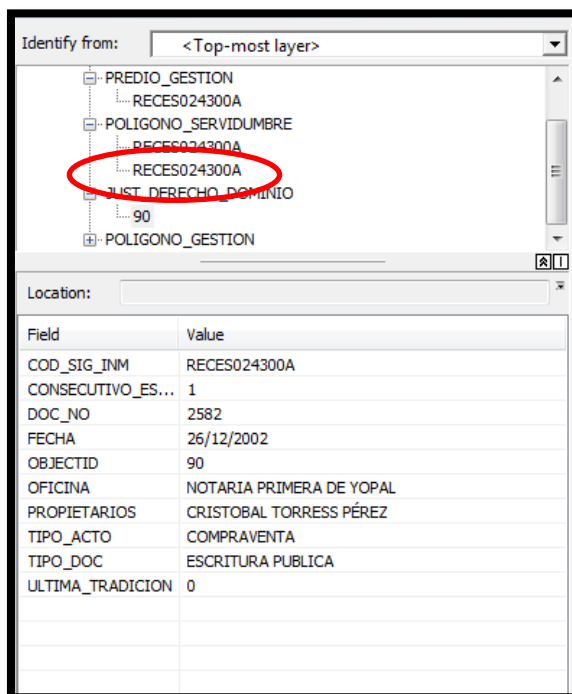 Identify from: <Top-most layer>
PREDIO_GESTION
RECES024300A
POLIGONO_SERVIDUMBRE
RECES024300A
RECES024300A
JUST_DERECHO_DOMINIO
90
POLIGONO_GESTION
Location:
Field Value
COD_SIG_INM RECES024300A
CONSECUTIVO_ES... 1
DOC_NO 2582
FECHA 26/12/2002
OBJECTID 90
OFICINA NOTARIA PRIMERA DE YOPAL
PROPIETARIOS CRISTOBAL TORRESS PÉREZ
TIPO_ACTO COMPRAVENTA
TIPO_DOC ESCRITURA PUBLICA
ULTIMA_TRADICION 0